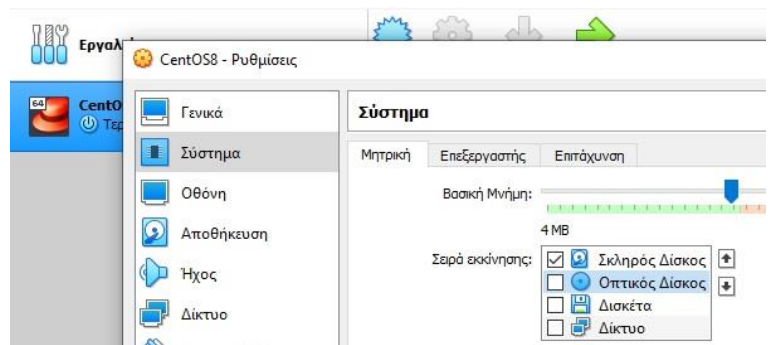 Εργαλ
CentOS8 - Ρυθμίσεις
64
CentO
Τερ
Γενικά
Σύστημα
Οθόνη
Αποθήκευση
Ήχος
Δίκτυο
Σύστημα
Μητρική Επεξεργαστής Επιτάχυνση
Βασική Μνήμη:
4 MB
Σειρά εκκίνησης:
Σκληρός Δίσκος
Οπτικός Δίσκος
Δισκέτα
Δίκτυο